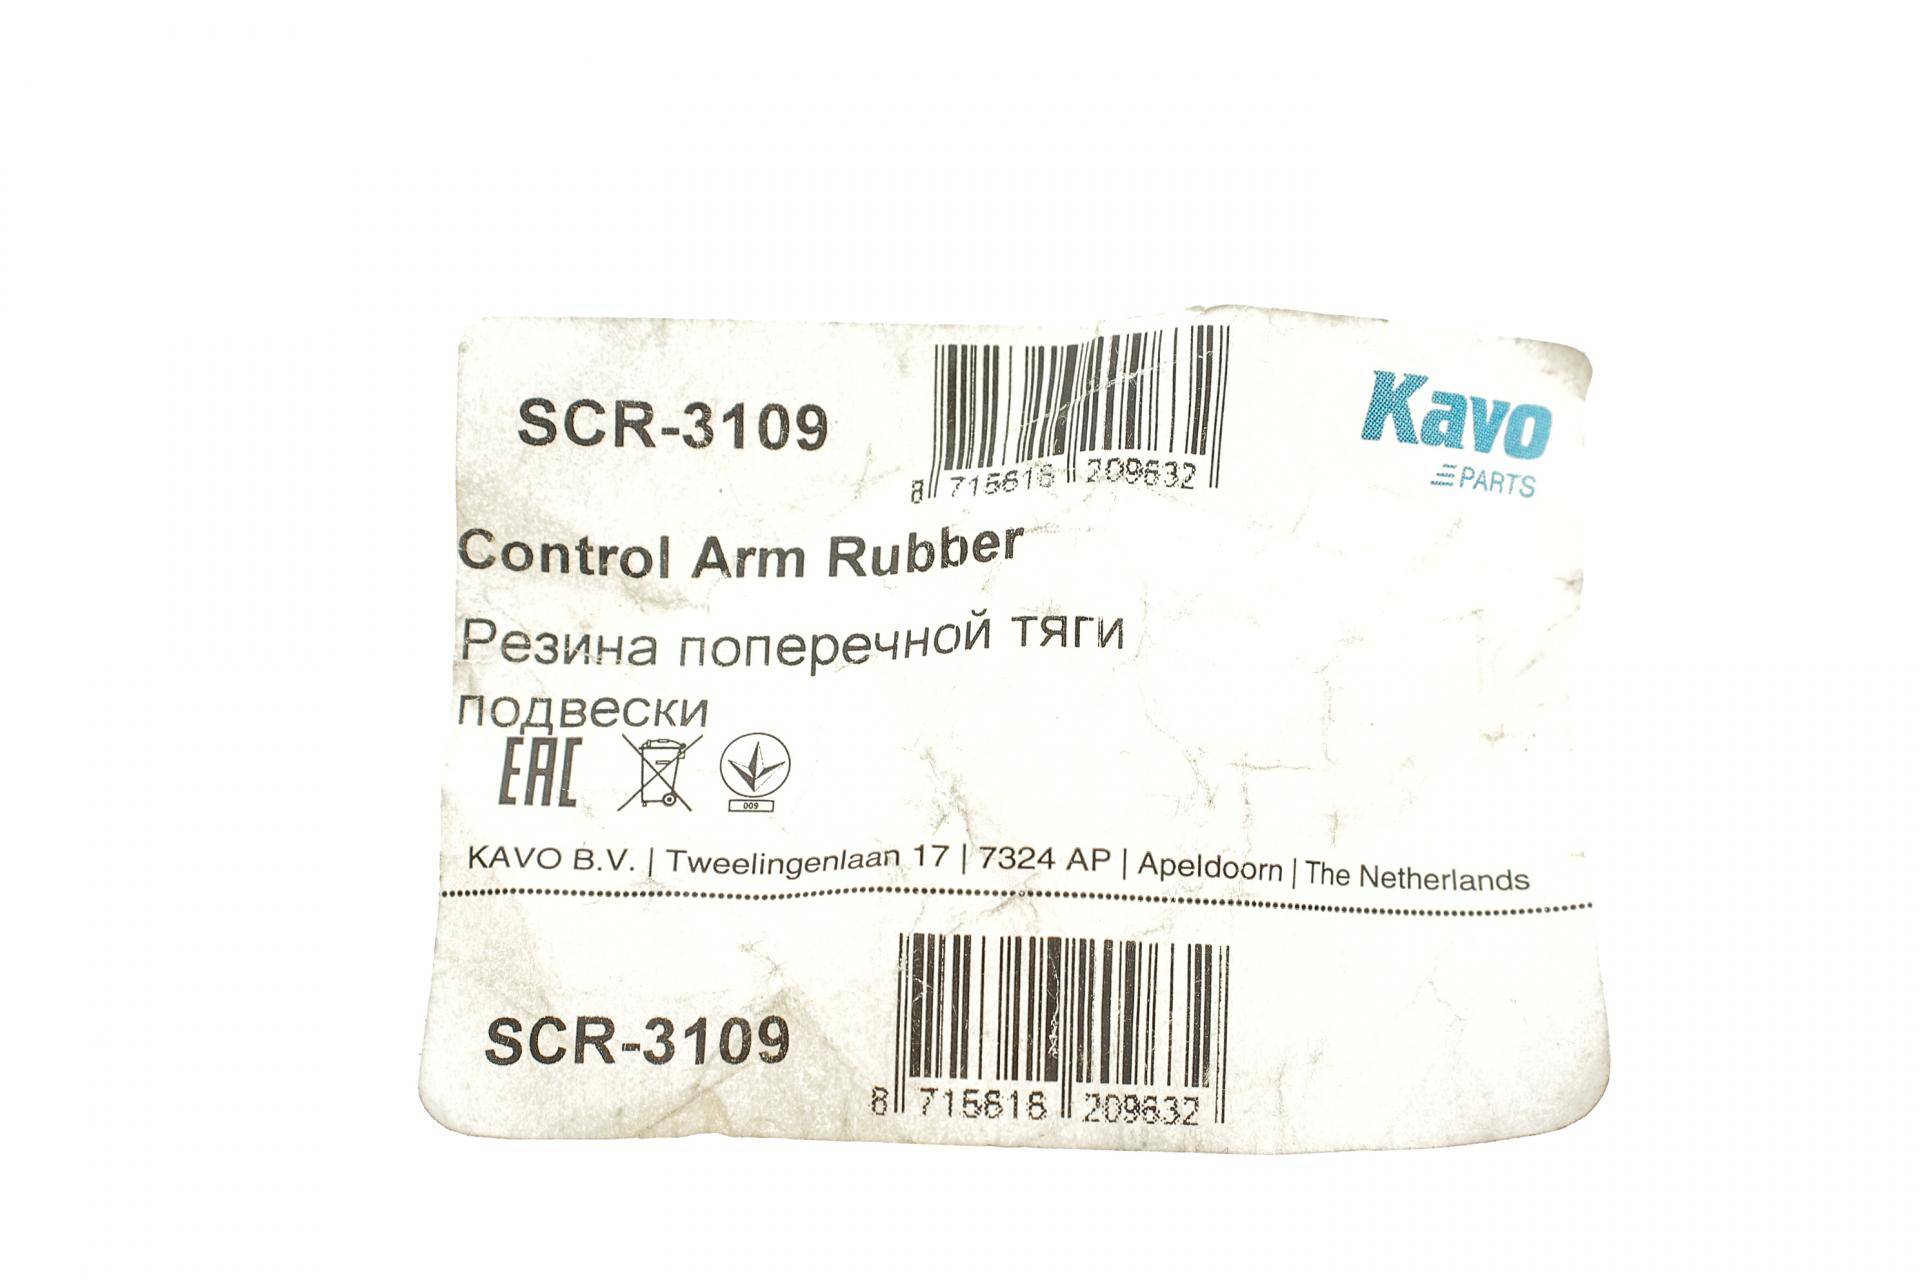 SCR-3109
8 715616 209632
Kavo
PARTS
Control Arm Rubber
Резина поперечной тяги
подвески
EAC
009
KAVO B.V. | Tweelingenlaan 17 | 7324 AP | Apeldoorn | The Netherlands
SCR-3109
8 715616 209632